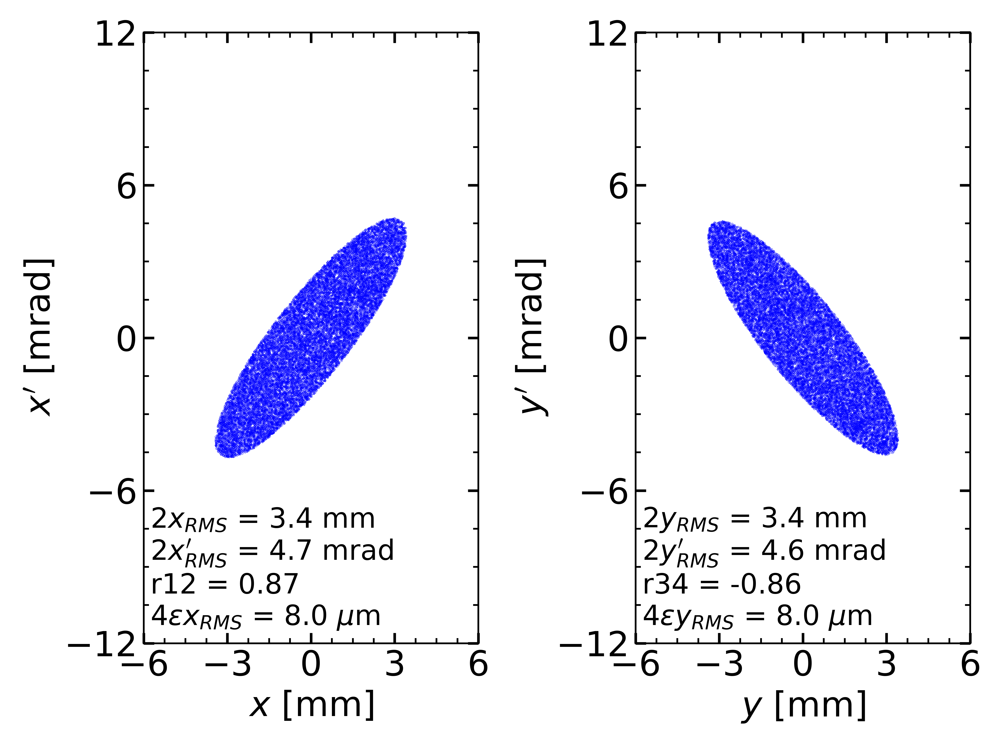 12
6
0
−6
−12
−6 −3 0 3 6
x′ [mrad]
x [mm]
2x_RMS = 3.4 mm
2x′_RMS = 4.7 mrad
r12 = 0.87
4εx_RMS = 8.0 μm
12
6
0
−6
−12
−6 −3 0 3 6
y′ [mrad]
y [mm]
2y_RMS = 3.4 mm
2y′_RMS = 4.6 mrad
r34 = -0.86
4εy_RMS = 8.0 μm